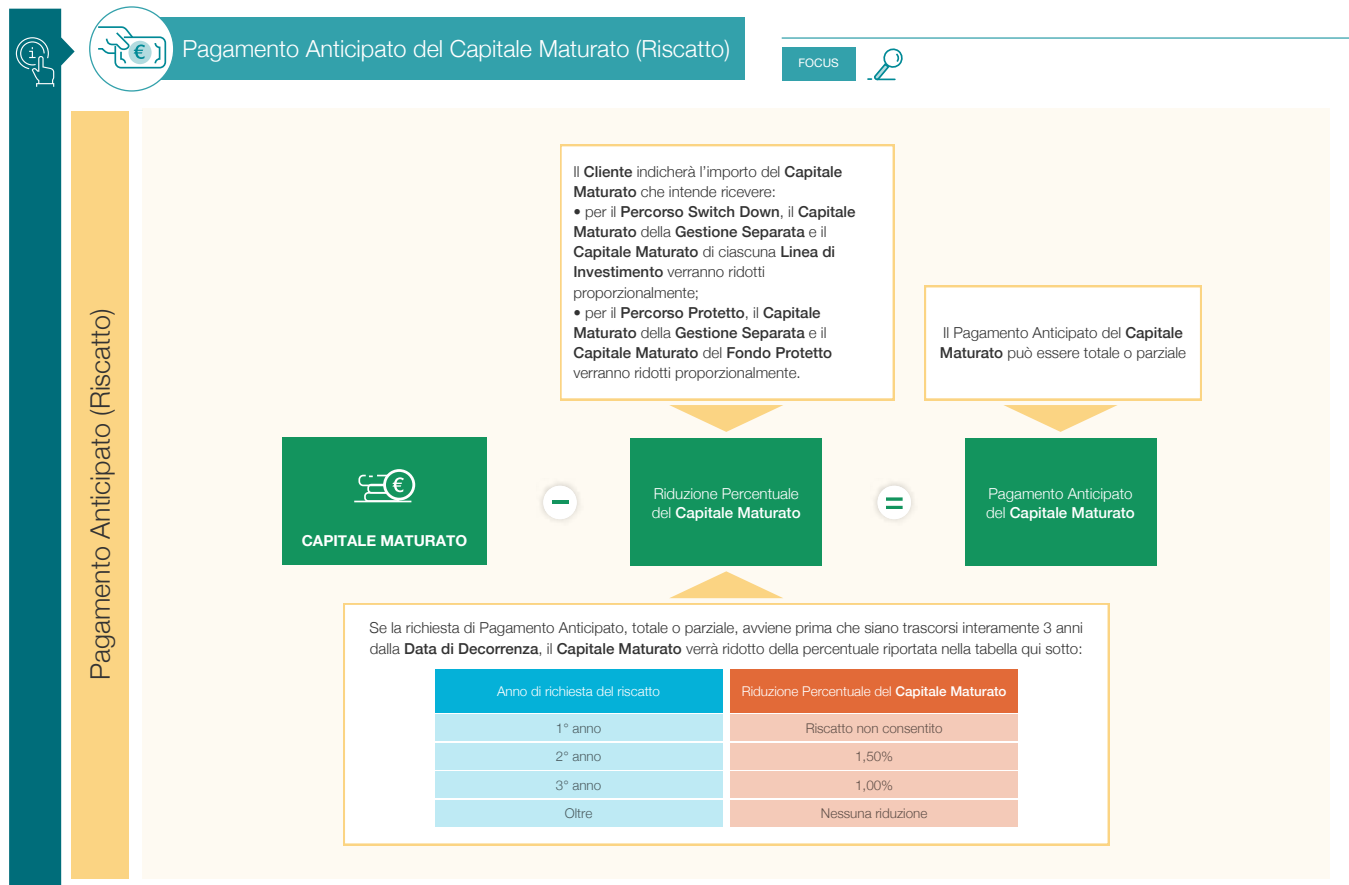 Pagamento Anticipato del Capitale Maturato (Riscatto)
FOCUS
Pagamento Anticipato (Riscatto)
Il Cliente indicherà l'importo del Capitale
Maturato che intende ricevere:
• per il Percorso Switch Down, il Capitale
Maturato della Gestione Separata e il
Capitale Maturato di ciascuna Linea di
Investimento verranno ridotti
proporzionalmente;
• per il Percorso Protetto, il Capitale
Maturato della Gestione Separata e il
Capitale Maturato del Fondo Protetto
verranno ridotti proporzionalmente.
Il Pagamento Anticipato del Capitale
Maturato può essere totale o parziale
€
CAPITALE MATURATO
−
Riduzione Percentuale
del Capitale Maturato
=
Pagamento Anticipato
del Capitale Maturato
Se la richiesta di Pagamento Anticipato, totale o parziale, avviene prima che siano trascorsi interamente 3 anni
dalla Data di Decorrenza, il Capitale Maturato verrà ridotto della percentuale riportata nella tabella qui sotto:
Anno di richiesta del riscatto Riduzione Percentuale del Capitale Maturato
1° anno Riscatto non consentito
2° anno 1,50%
3° anno 1,00%
Oltre Nessuna riduzione